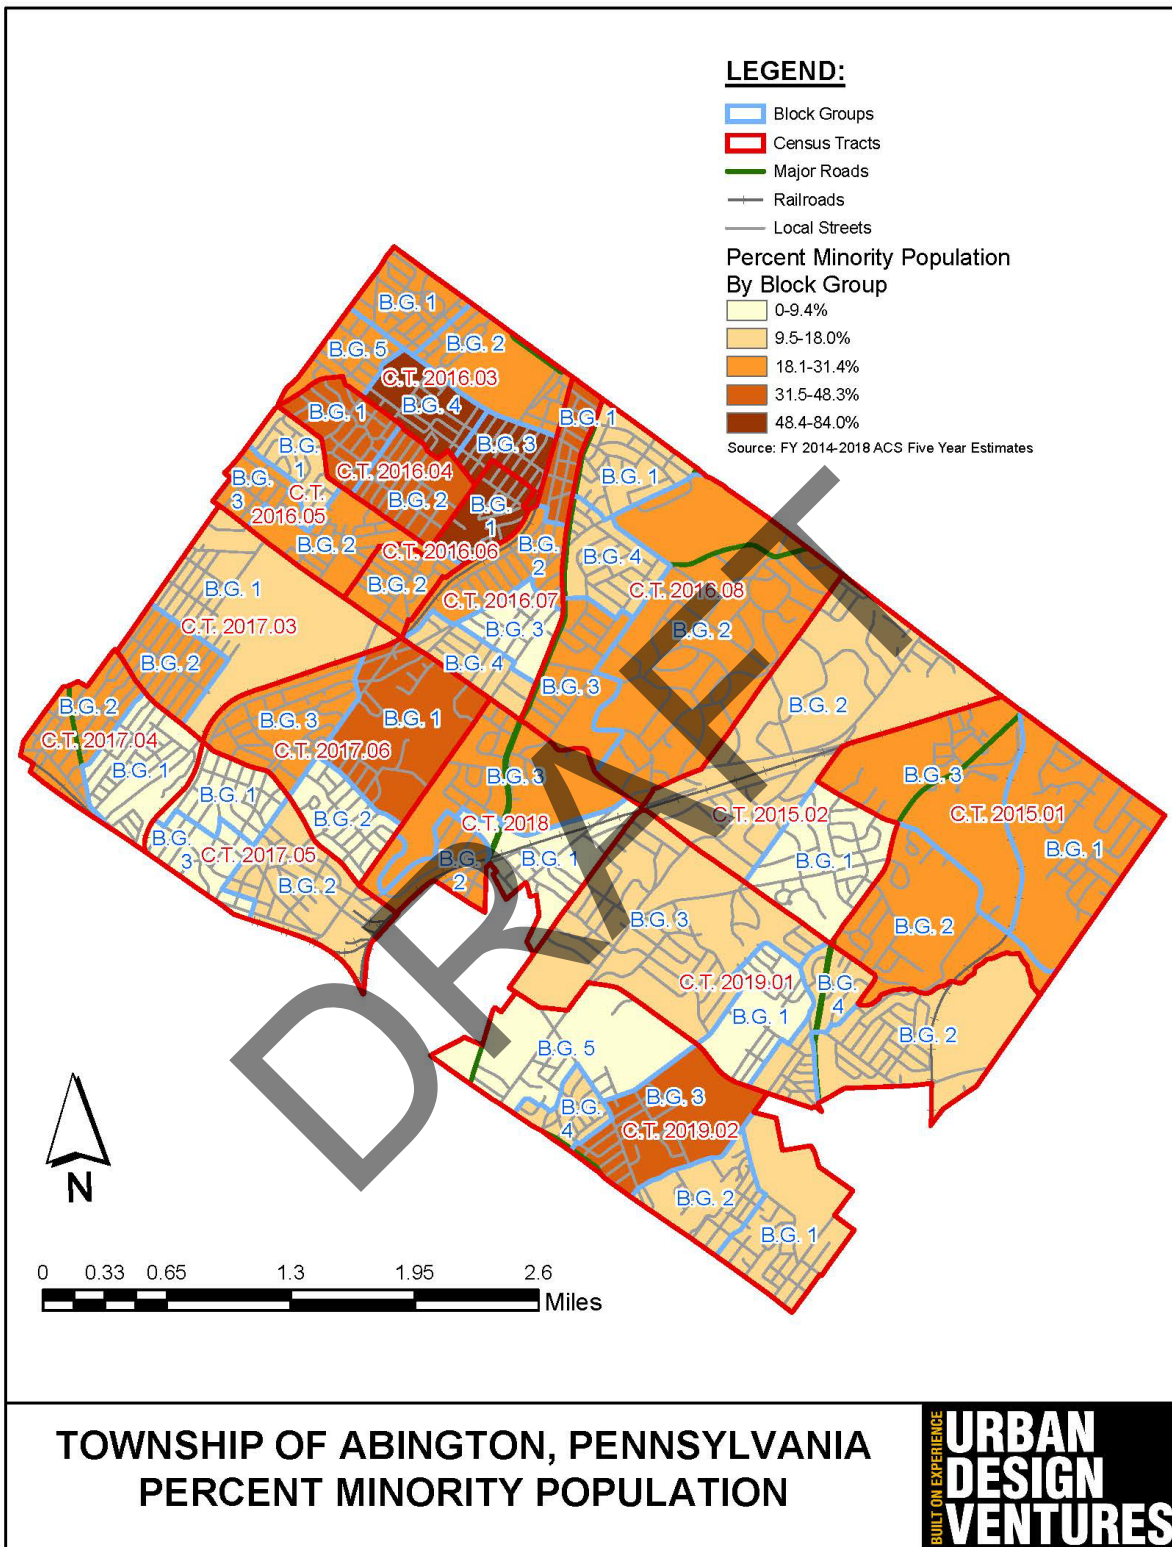 LEGEND:
Block Groups
Census Tracts
Major Roads
Railroads
Local Streets
Percent Minority Population
By Block Group
0-9.4%
9.5-18.0%
18.1-31.4%
31.5-48.3%
48.4-84.0%
Source: FY 2014-2018 ACS Five Year Estimates
B.G. 1
B.G. 2
B.G. 5
C.T. 2016.03
B.G. 4
B.G. 1
B.G. 1
B.G. 3
B.G.
1
C.T. 2016.04
B.G. 1
B.G.
3
C.T.
2016.05
B.G. 2
B.G.
1
B.G. 2
C.T. 2016.06
B.G.
2
B.G. 4
B.G. 2
C.T. 2016.07
C.T. 2016.08
B.G. 1
B.G. 3
B.G. 2
C.T. 2017.03
B.G. 2
B.G. 4
B.G. 3
B.G. 2
B.G. 2
B.G. 3
B.G. 1
C.T. 2017.04
C.T. 2017.06
B.G. 1
B.G. 3
B.G. 3
B.G. 1
B.G. 2
C.T. 2018
C.T. 2015.02
C.T. 2015.01
B.G.
3
C.T. 2017.05
B.G. 2
B.G.
2
B.G. 1
B.G. 1
B.G. 1
B.G. 3
B.G. 2
C.T. 2019.01
B.G. 1
B.G.
4
B.G. 2
B.G. 5
B.G. 3
B.G.
4
C.T. 2019.02
B.G. 2
B.G. 1
DRAFT
N
0 0.33 0.65 1.3 1.95 2.6
Miles
TOWNSHIP OF ABINGTON, PENNSYLVANIA
PERCENT MINORITY POPULATION
BUILT ON EXPERIENCE
URBAN
DESIGN
VENTURES